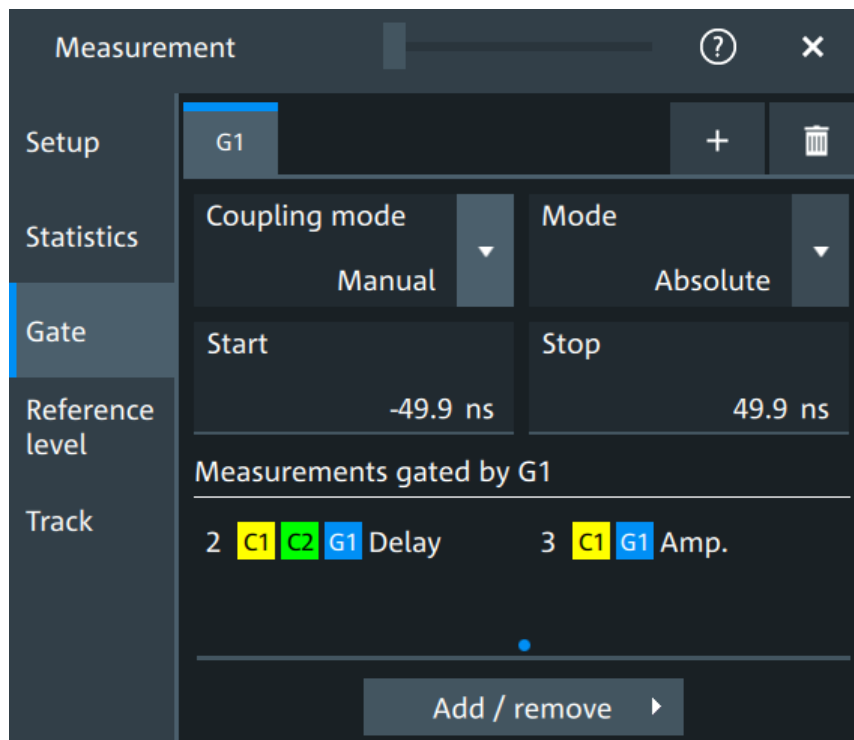 Measurement ?
Setup G1 +
Coupling mode Mode
Statistics
Manual Absolute
Gate Start Stop
-49.9 ns 49.9 ns
Reference
level
Measurements gated by G1
Track
2 C1 C2 G1 Delay 3 C1 G1 Amp.
Add / remove